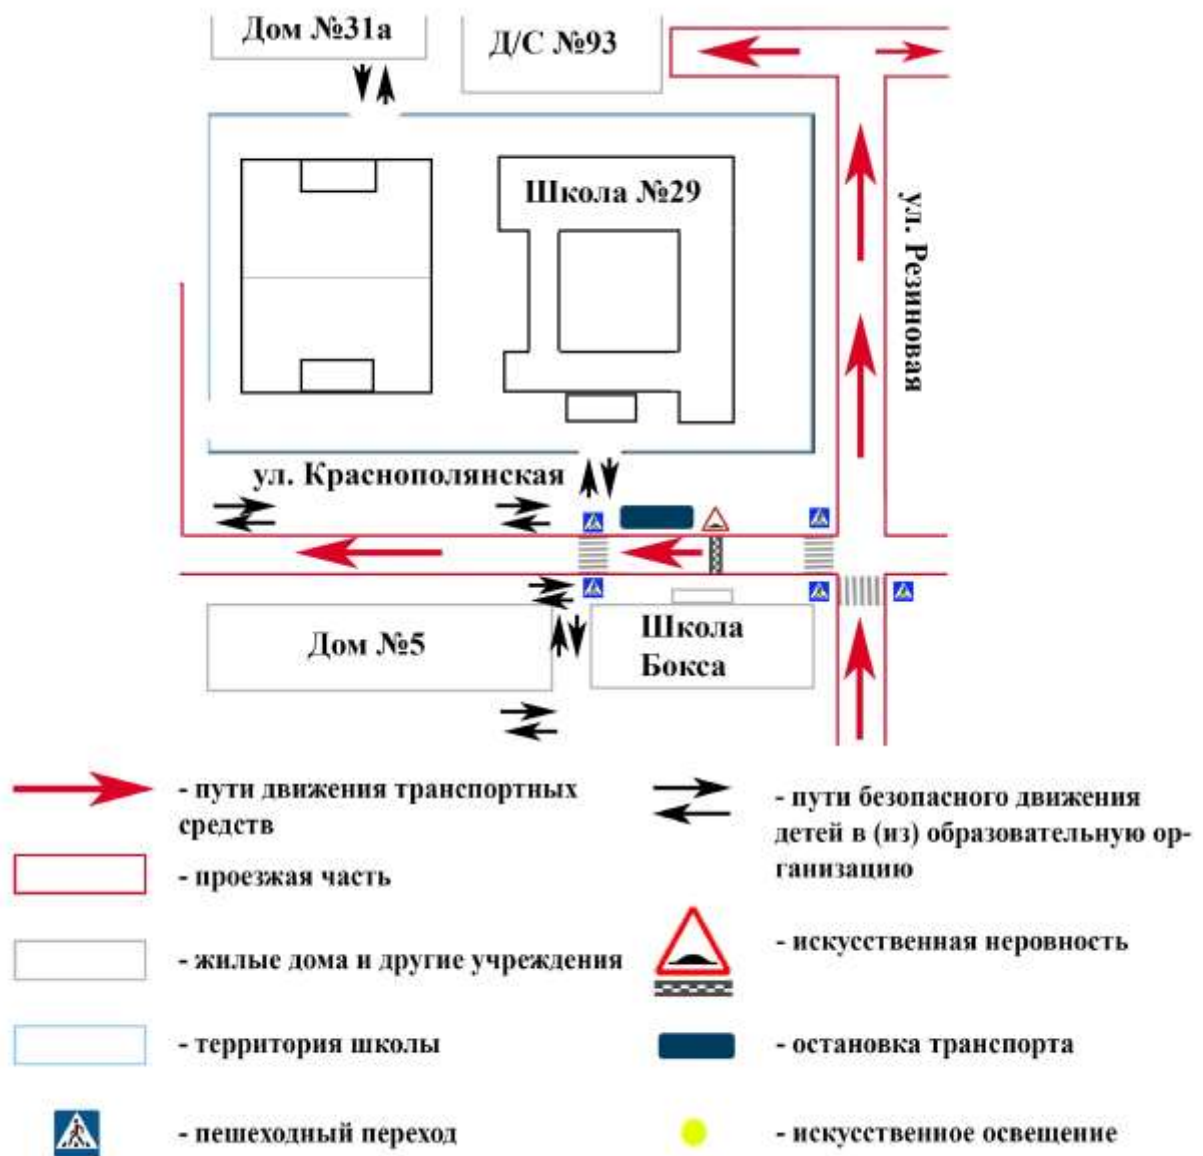 Дом №31а
Д/С №93
Школа №29
ул. Резиновая
ул. Краснополянская
Дом №5
Школа
Бокса
- пути движения транспортных
средств
- проезжая часть
- жилые дома и другие учреждения
- территория школы
- пешеходный переход
- пути безопасного движения
детей в (из) образовательную ор-
ганизацию
- искусственная неровность
- остановка транспорта
- искусственное освещение